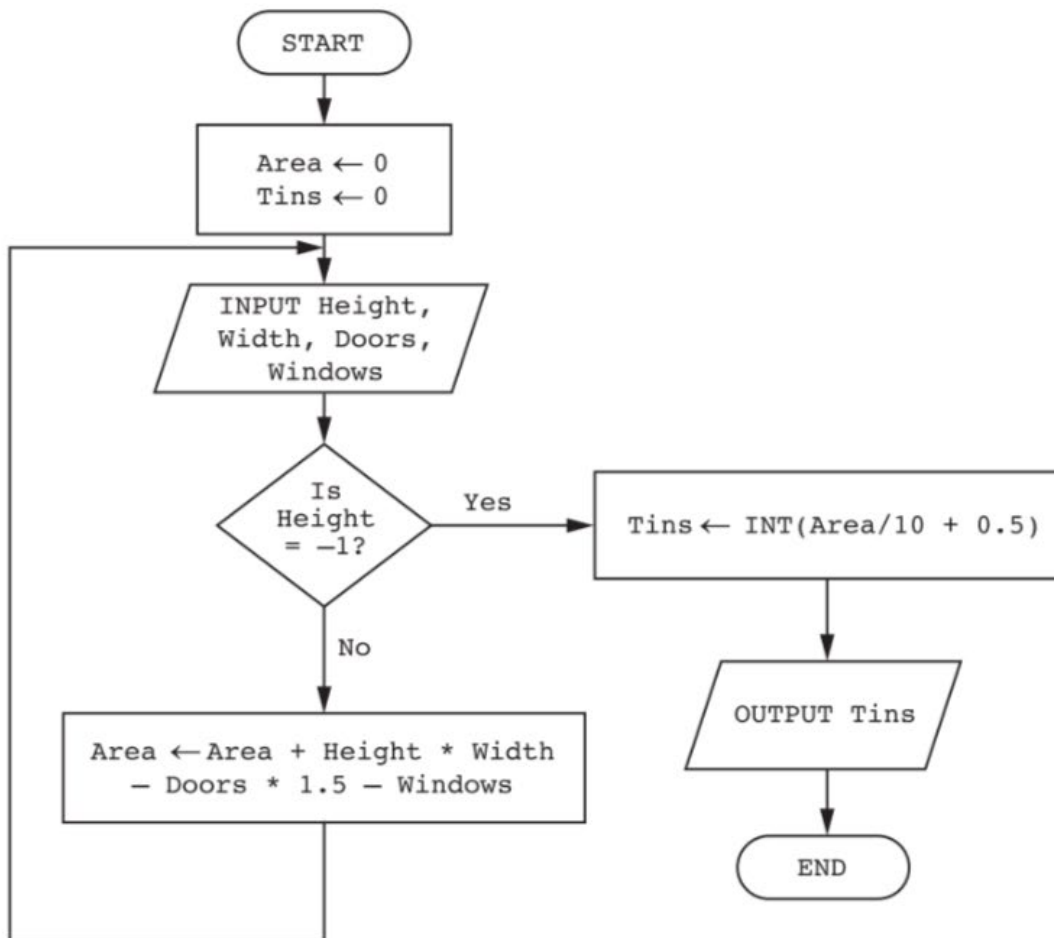 START
Area ← 0
Tins ← 0
INPUT Height,
Width, Doors,
Windows
Is
Height
= –1?
Yes
No
Area ← Area + Height * Width
– Doors * 1.5 – Windows
Tins ← INT(Area/10 + 0.5)
OUTPUT Tins
END